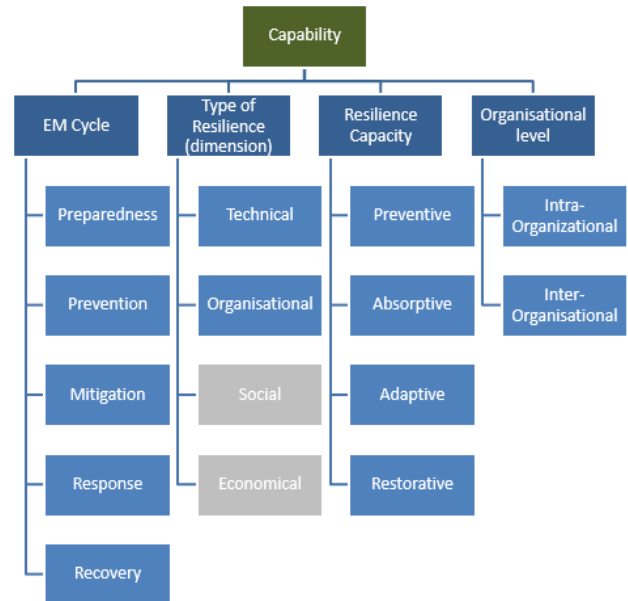 Capability
EM Cycle
Type of
Resilience
(dimension)
Resilience
Capacity
Organisational
level
Preparedness
Prevention
Mitigation
Response
Recovery
Technical
Organisational
Social
Economical
Preventive
Absorptive
Adaptive
Restorative
Intra-
Organizational
Inter-
Organisational